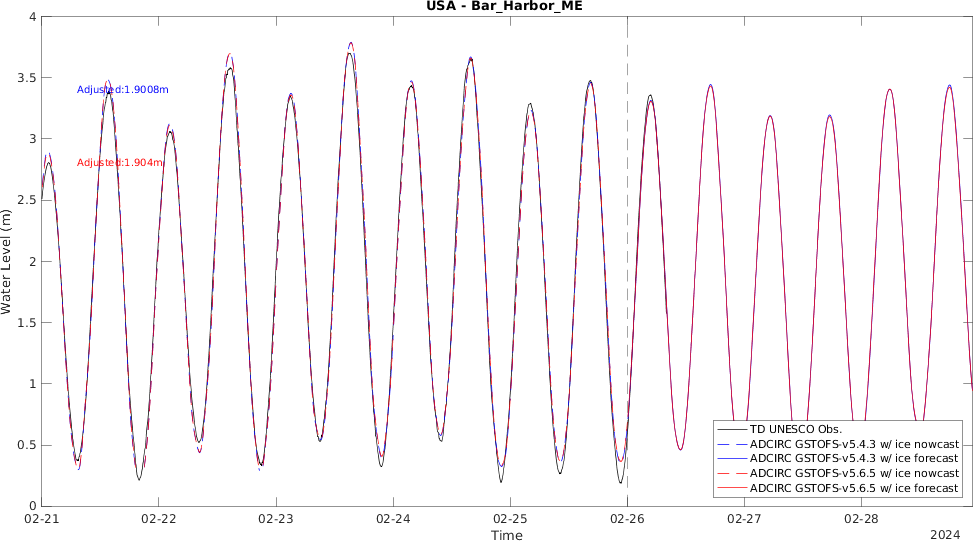 USA - Bar_Harbor_ME
4
3.5
3
2.5
2
1.5
1
0.5
0
Water Level (m)
Adjusted:1.9008m
Adjusted:1.904m
TD UNESCO Obs.
ADCIRC GSTOFS-v5.4.3 w/ ice nowcast
ADCIRC GSTOFS-v5.4.3 w/ ice forecast
ADCIRC GSTOFS-v5.6.5 w/ ice nowcast
ADCIRC GSTOFS-v5.6.5 w/ ice forecast
02-21 02-22 02-23 02-24 02-25 02-26 02-27 02-28
Time
2024